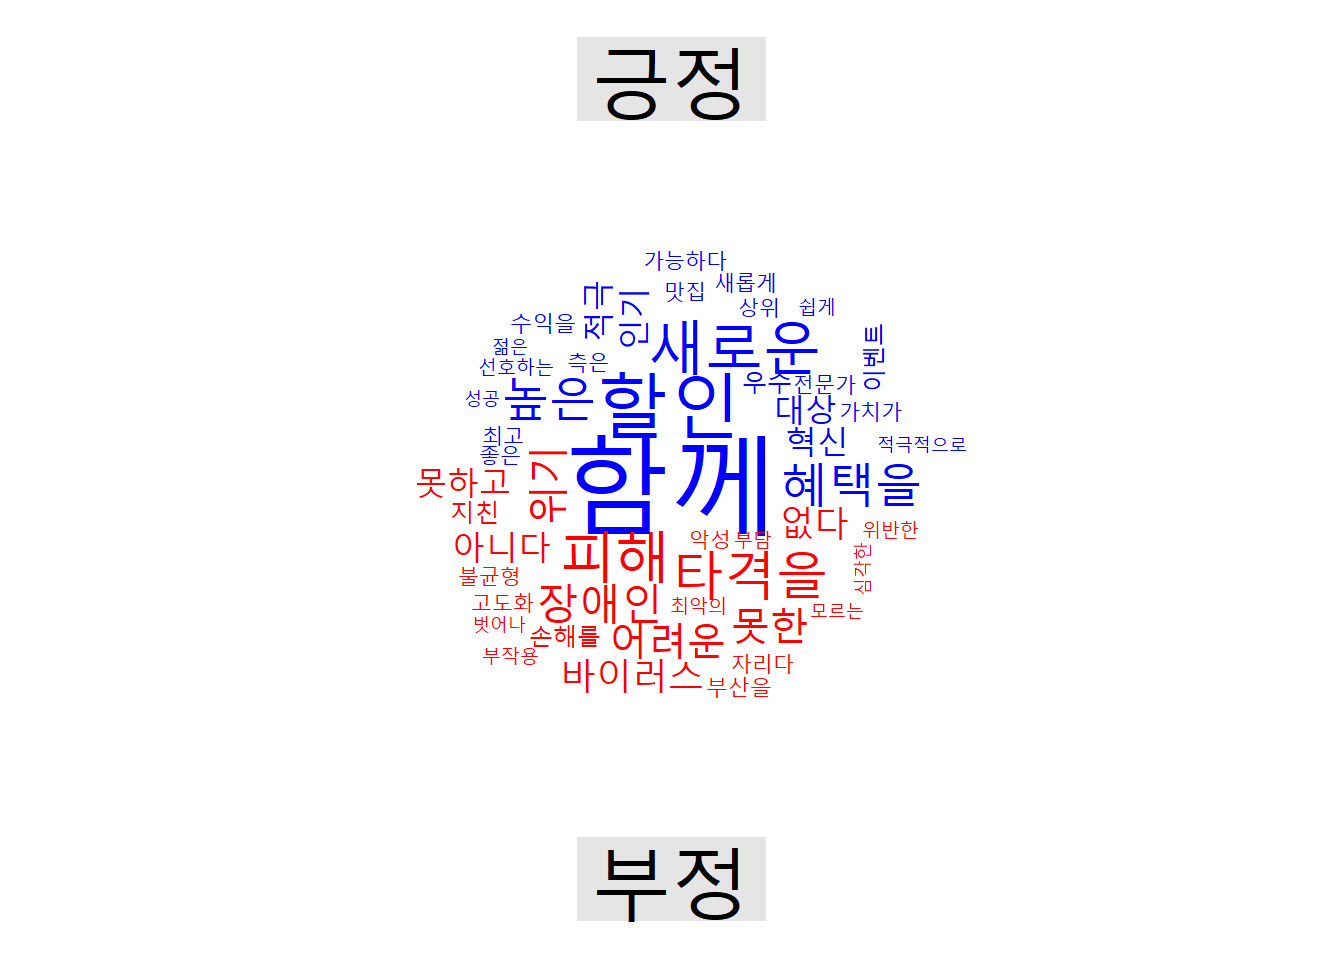 긍정
가능하다
맛집 새롭게
적극 인기 상위 쉽게
수익을 새로운 이벤트
젊은
선호하는 측은
성공 높은 할인 우수 전문가
대상 가치가
최고 혁신 적극적으로
좋은 함께 혜택을
못하고 위기
지친 없다 위반한
아니다 피해 악성 부담
불균형 타격을 심각한
고도화 장애인 최악의
벗어나 못한 모르는
손해를 어려운
부작용 바이러스 자리다
부산을
부정